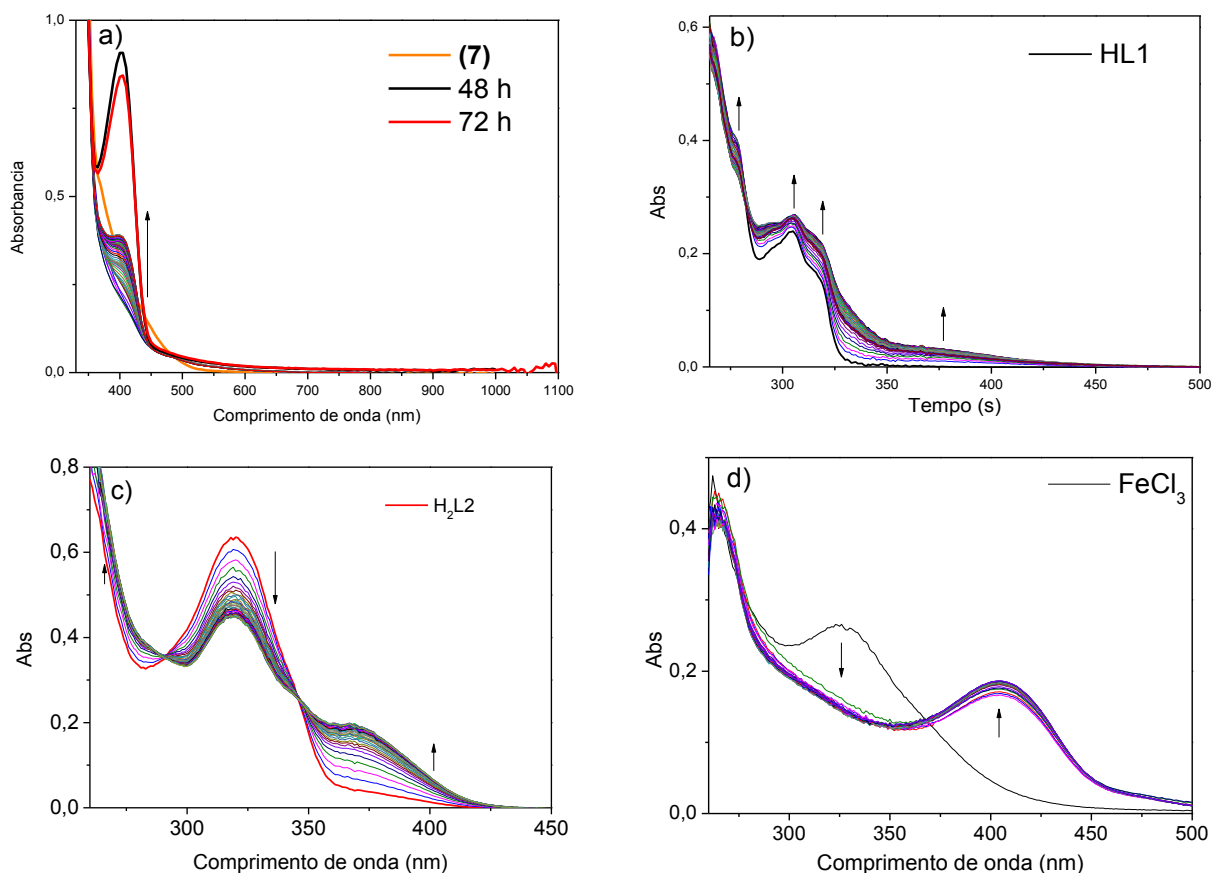 a)
(7)
48 h
72 h
1,0
0,5
0,0
Absorbancia
400 500 600 700 800 900 1000 1100
Comprimento de onda (nm)
b)
HL1
0,6
0,4
0,2
0,0
Abs
300 350 400 450 500
Tempo (s)
c)
H₂L2
0,8
0,6
0,4
0,2
0,0
Abs
300 350 400 450
Comprimento de onda (nm)
d)
FeCl₃
0,4
0,2
0,0
Abs
300 350 400 450 500
Comprimento de onda (nm)